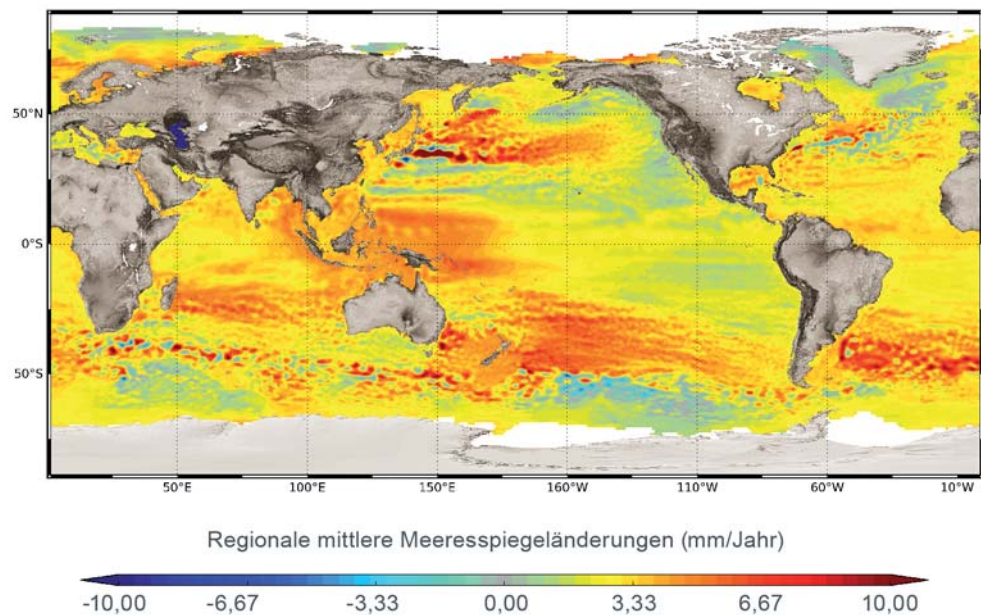 50°N
0°S
50°S
50°E 100°E 150°E 160°W 110°W 60°W 10°W
Regionale mittlere Meeresspiegeländerungen (mm/Jahr)
-10,00 -6,67 -3,33 0,00 3,33 6,67 10,00